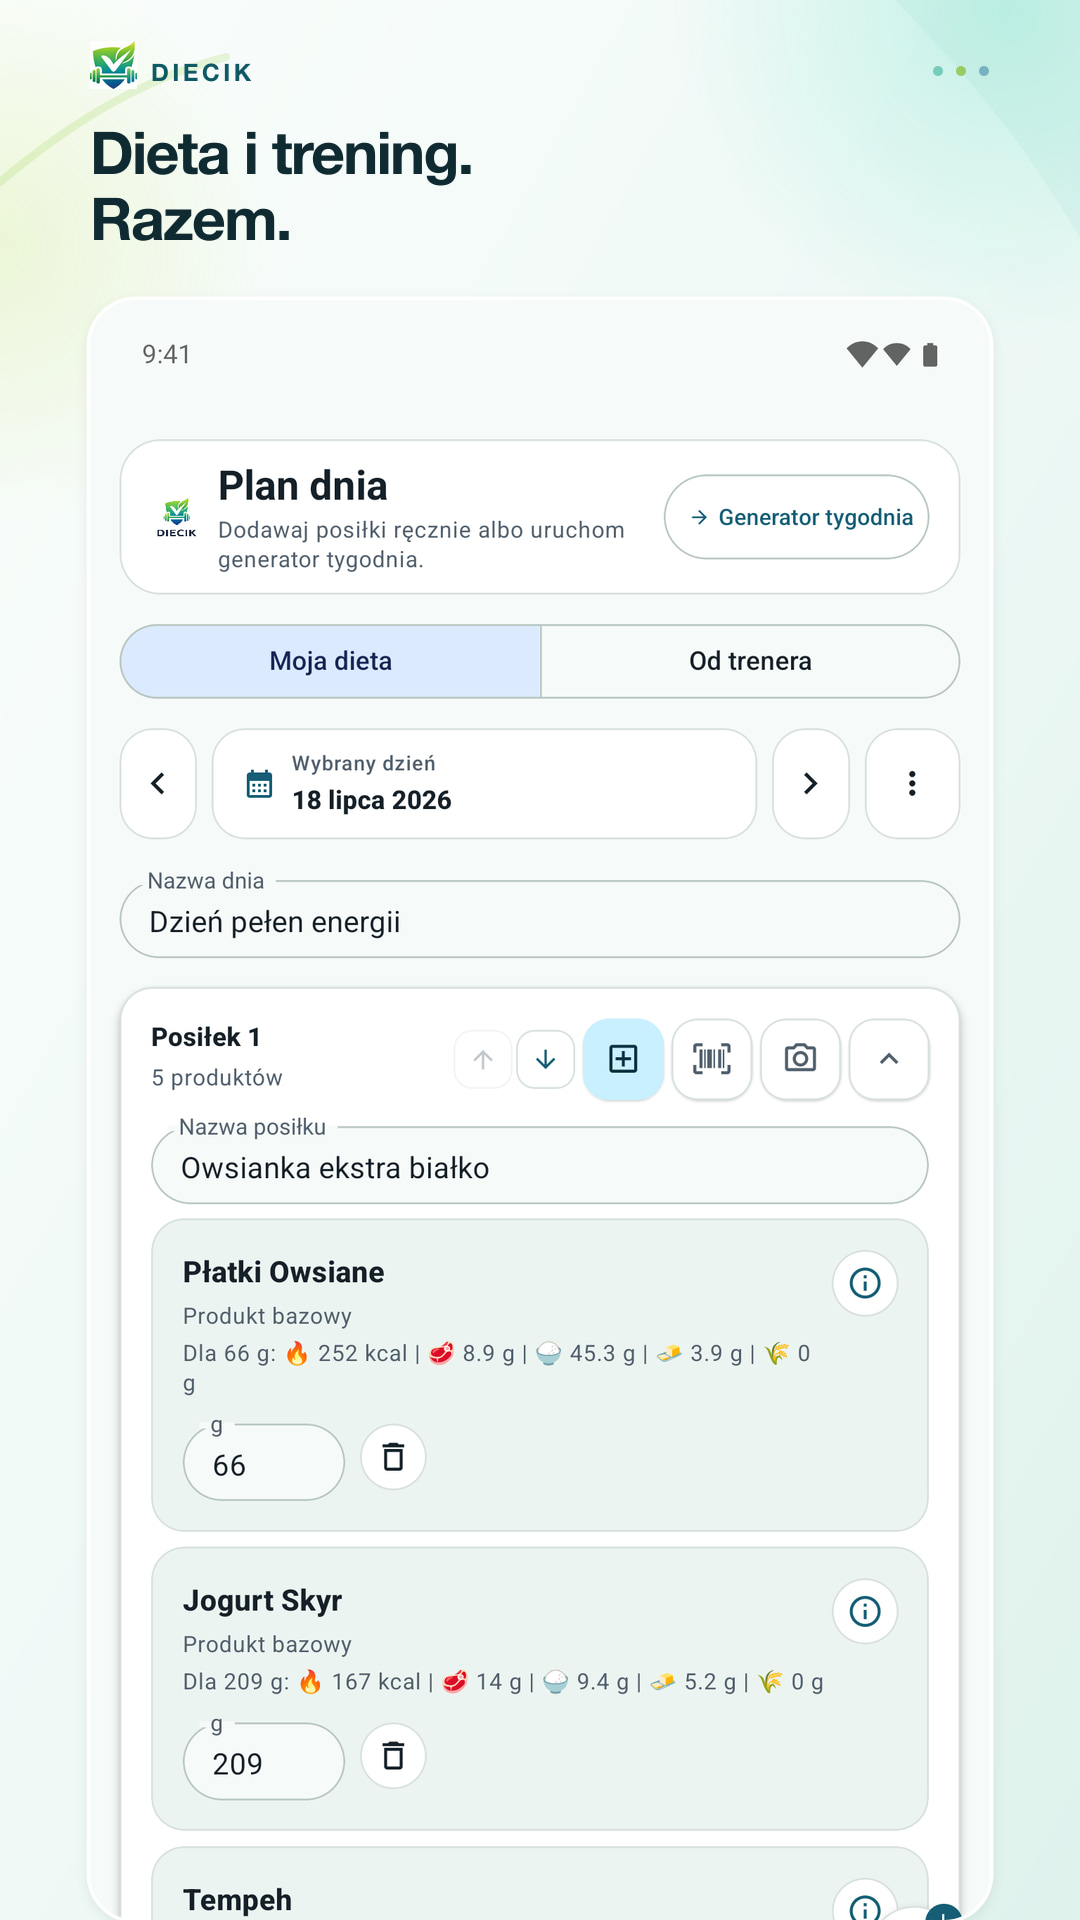 DIECIK
Dieta i trening.
Razem.
9:41
Plan dnia
DIECIK
Dodawaj posiłki ręcznie albo uruchom
generator tygodnia.
→ Generator tygodnia
Moja dieta
Od trenera
Wybrany dzień
18 lipca 2026
Nazwa dnia
Dzień pełen energii
Posiłek 1
5 produktów
Nazwa posiłku
Owsianka ekstra białko
Płatki Owsiane
Produkt bazowy
Dla 66 g: 🔥 252 kcal | 🥩 8.9 g | 🍚 45.3 g | 🧈 3.9 g | 🌾 0
g
g
66
Jogurt Skyr
Produkt bazowy
Dla 209 g: 🔥 167 kcal | 🥩 14 g | 🍚 9.4 g | 🧈 5.2 g | 🌾 0 g
g
209
Tempeh